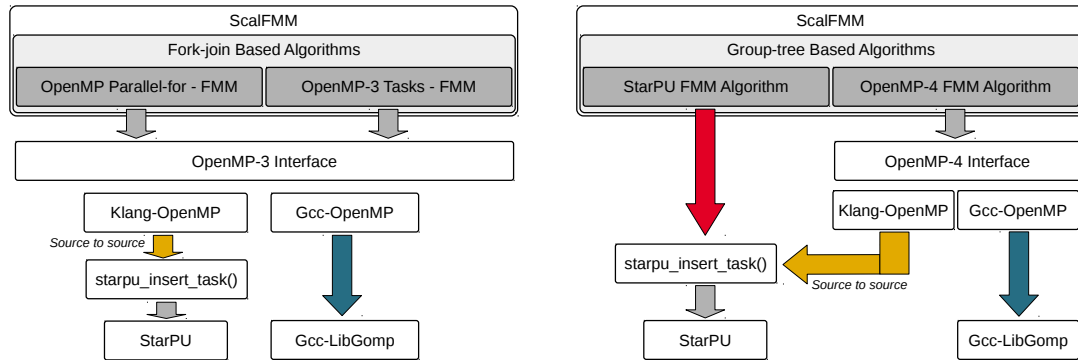 ScalFMM
Fork-join Based Algorithms
OpenMP Parallel-for - FMM
OpenMP-3 Tasks - FMM
OpenMP-3 Interface
Klang-OpenMP
Gcc-OpenMP
Source to source
starpu_insert_task()
StarPU
Gcc-LibGomp
ScalFMM
Group-tree Based Algorithms
StarPU FMM Algorithm
OpenMP-4 FMM Algorithm
OpenMP-4 Interface
Klang-OpenMP
Gcc-OpenMP
starpu_insert_task()
Source to source
StarPU
Gcc-LibGomp